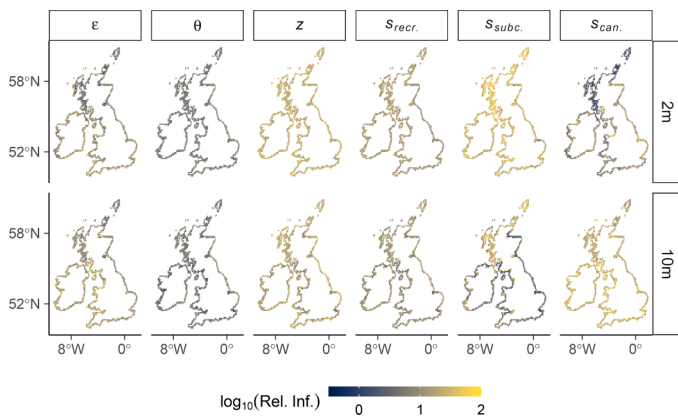 ε θ z s_recr. s_subc. s_can.
58°N
52°N
2m
58°N
52°N
10m
8°W 0° 8°W 0° 8°W 0° 8°W 0° 8°W 0° 8°W 0°
log₁₀(Rel. Inf.)
0 1 2